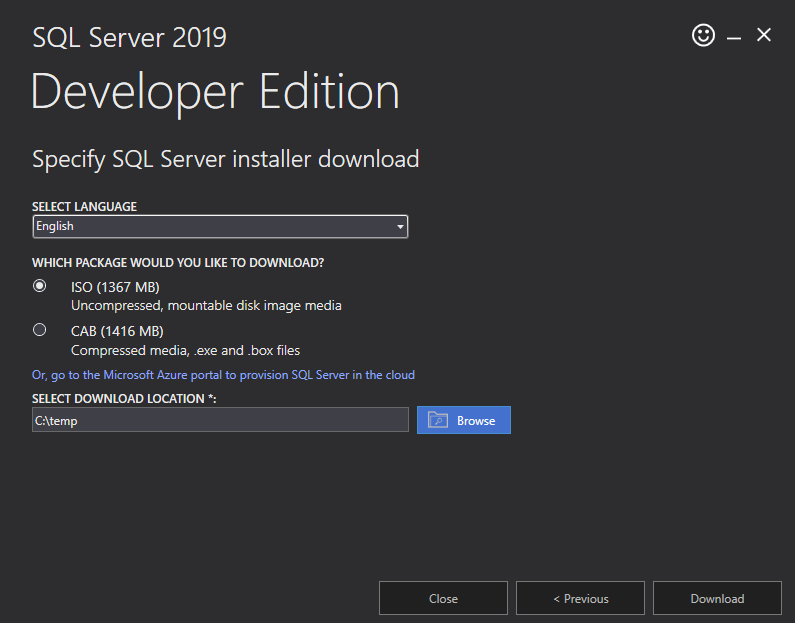 SQL Server 2019
Developer Edition
Specify SQL Server installer download
SELECT LANGUAGE
English
WHICH PACKAGE WOULD YOU LIKE TO DOWNLOAD?
ISO (1367 MB)
Uncompressed, mountable disk image media
CAB (1416 MB)
Compressed media, .exe and .box files
Or, go to the Microsoft Azure portal to provision SQL Server in the cloud
SELECT DOWNLOAD LOCATION *:
C:\temp
Browse
Close
< Previous
Download